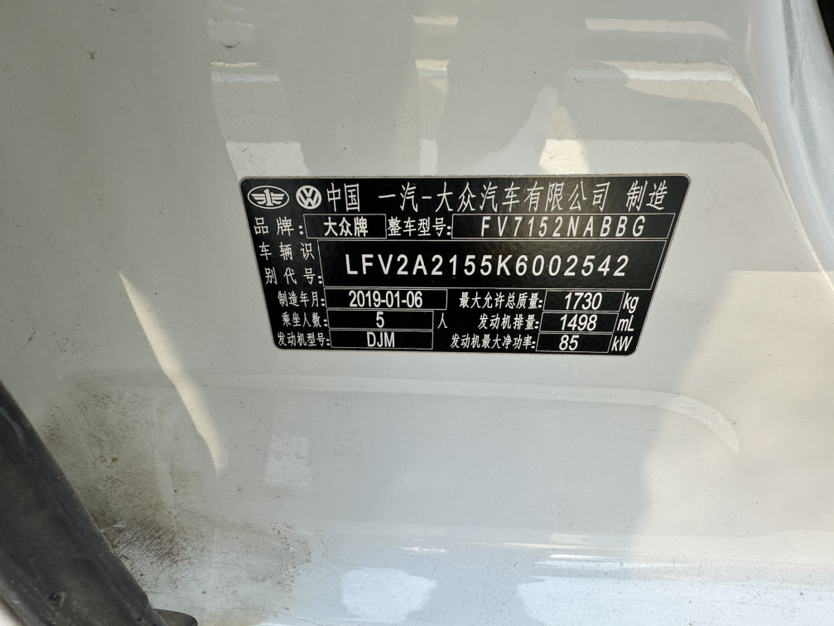 中国 一汽-大众汽车有限公司 制造
品牌: 大众牌 整车型号: FV7152NABBG
车辆识别代号: LFV2A2155K6002542
制造年月: 2019-01-06 最大允许总质量: 1730 kg
乘坐人数: 5 人 发动机排量: 1498 mL
发动机型号: DJM 发动机最大净功率: 85 kW